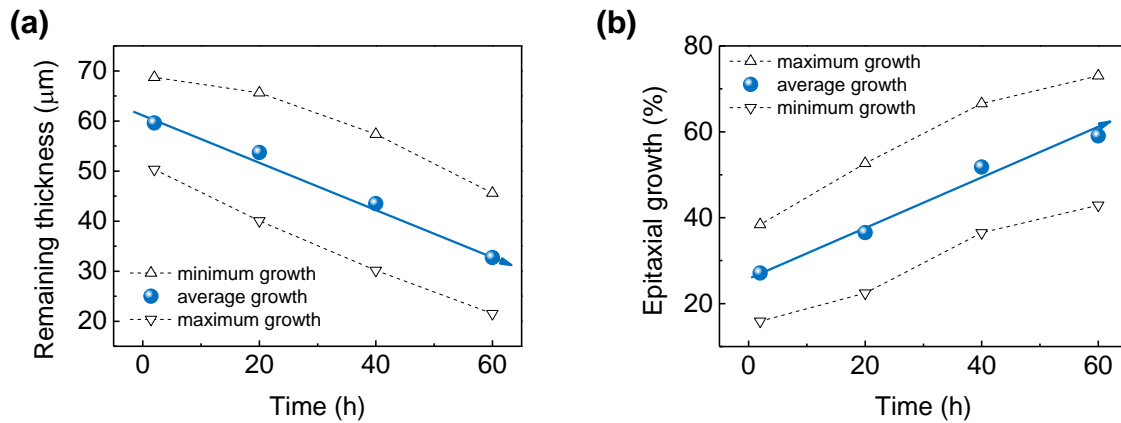 (a)
Remaining thickness (μm)
70
60
50
40
30
20
minimum growth
average growth
maximum growth
0 20 40 60
Time (h)
(b)
Epitaxial growth (%)
80
60
40
20
maximum growth
average growth
minimum growth
0 20 40 60
Time (h)